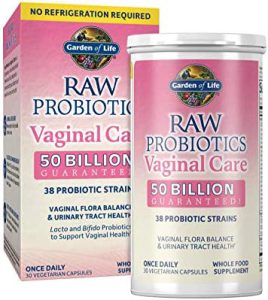 NO REFRIGERATION REQUIRED
Garden of Life
RAW
PROBIOTICS
Vaginal Care
50 BILLION
GUARANTEED!
38 PROBIOTIC STRAINS
VAGINAL FLORA BALANCE
& URINARY TRACT HEALTH†
Lacto and Bifido Probiotics
to Support Vaginal Health†
ONCE DAILY
30 VEGETARIAN CAPSULES
Garden of Life
RAW
PROBIOTICS
Vaginal Care
50 BILLION
GUARANTEED!
38 PROBIOTIC STRAINS
VAGINAL FLORA BALANCE
& URINARY TRACT HEALTH†
ONCE DAILY
30 VEGETARIAN CAPSULES
WHOLE FOOD
SUPPLEMENT